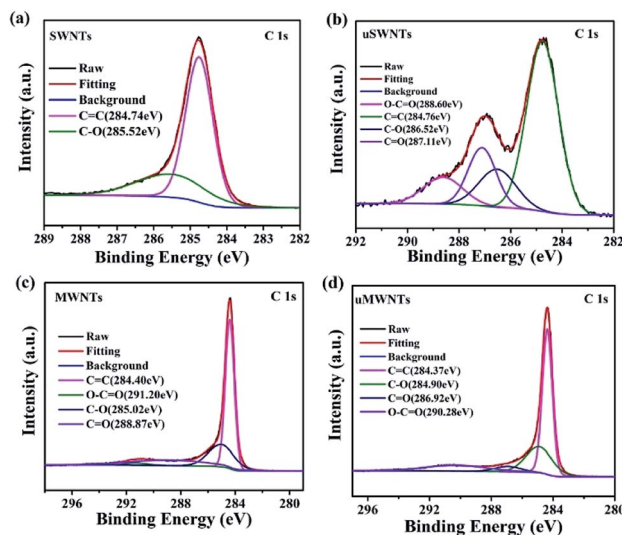 (a)
SWNTs
C 1s
Raw
Fitting
Background
C=C(284.74eV)
C-O(285.52eV)
Intensity (a.u.)
289 288 287 286 285 284 283 282
Binding Energy (eV)
(b)
uSWNTs
C 1s
Raw
Fitting
Background
O-C=O(288.60eV)
C=C(284.76eV)
C-O(286.52eV)
C=O(287.11eV)
Intensity (a.u.)
292 290 288 286 284 282
Binding Energy (eV)
(c)
MWNTs
C 1s
Raw
Fitting
Background
C=C(284.40eV)
O-C=O(291.20eV)
C-O(285.02eV)
C=O(288.87eV)
Intensity (a.u.)
296 292 288 284 280
Binding Energy (eV)
(d)
uMWNTs
C 1s
Raw
Fitting
Background
C=C(284.37eV)
C-O(284.90eV)
C=O(286.92eV)
O-C=O(290.28eV)
Intensity (a.u.)
296 292 288 284 280
Binding Energy (eV)